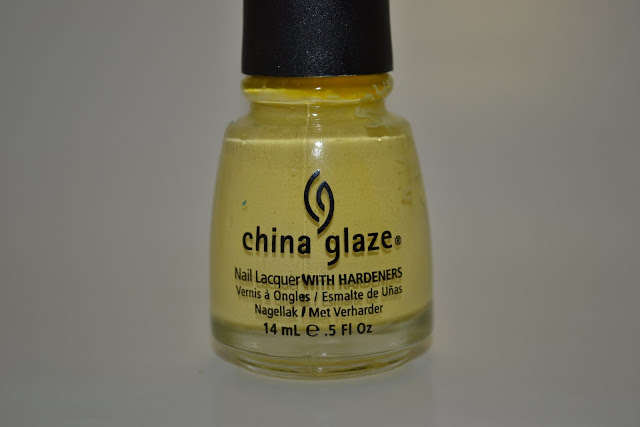 china glaze®
Nail Lacquer WITH HARDENERS
Vernis à Ongles / Esmalte de Uñas
Nagellak / Met Verharder
14 mL ℮ .5 Fl Oz